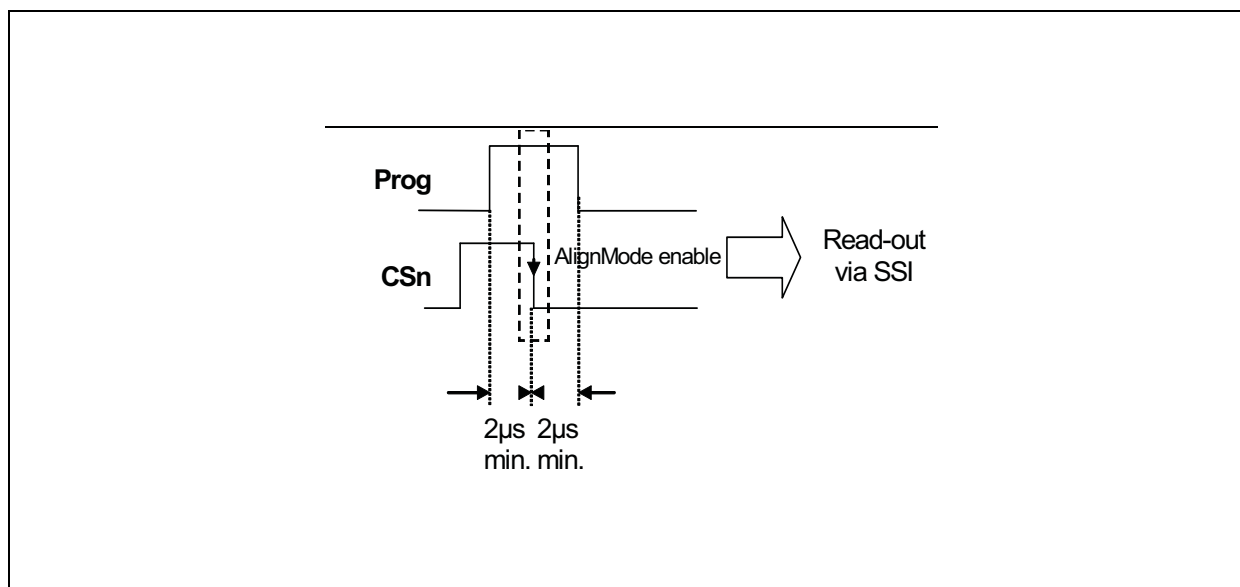 Prog
CSn
AlignMode enable
Read-out
via SSI
2µs 2µs
min. min.